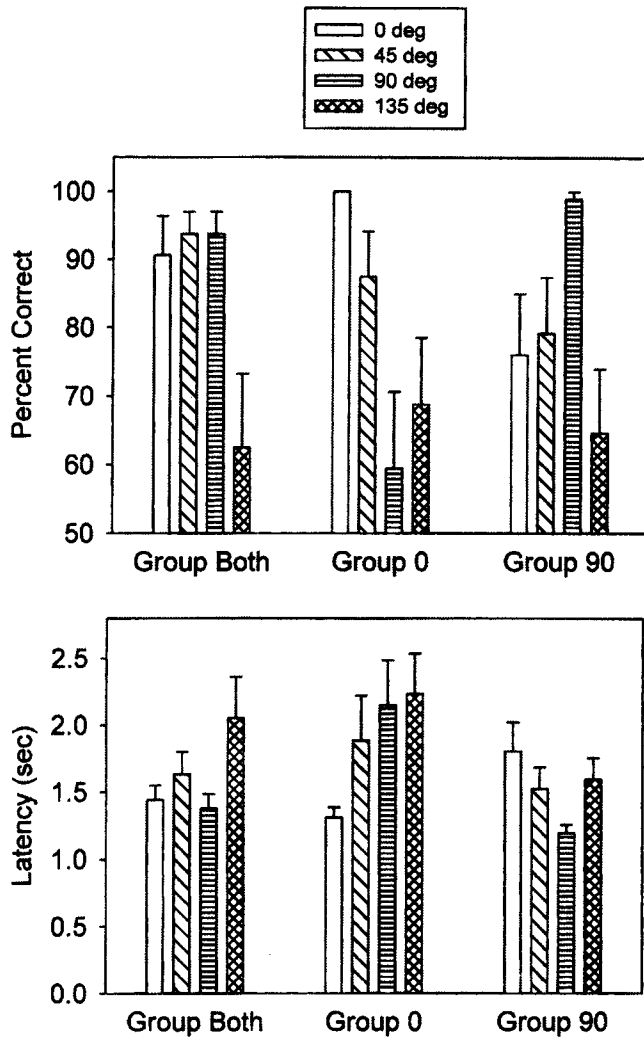 0 deg
45 deg
90 deg
135 deg
Percent Correct
100
90
80
70
60
50
Group Both Group 0 Group 90
Latency (sec)
2.5
2.0
1.5
1.0
0.5
0.0
Group Both Group 0 Group 90